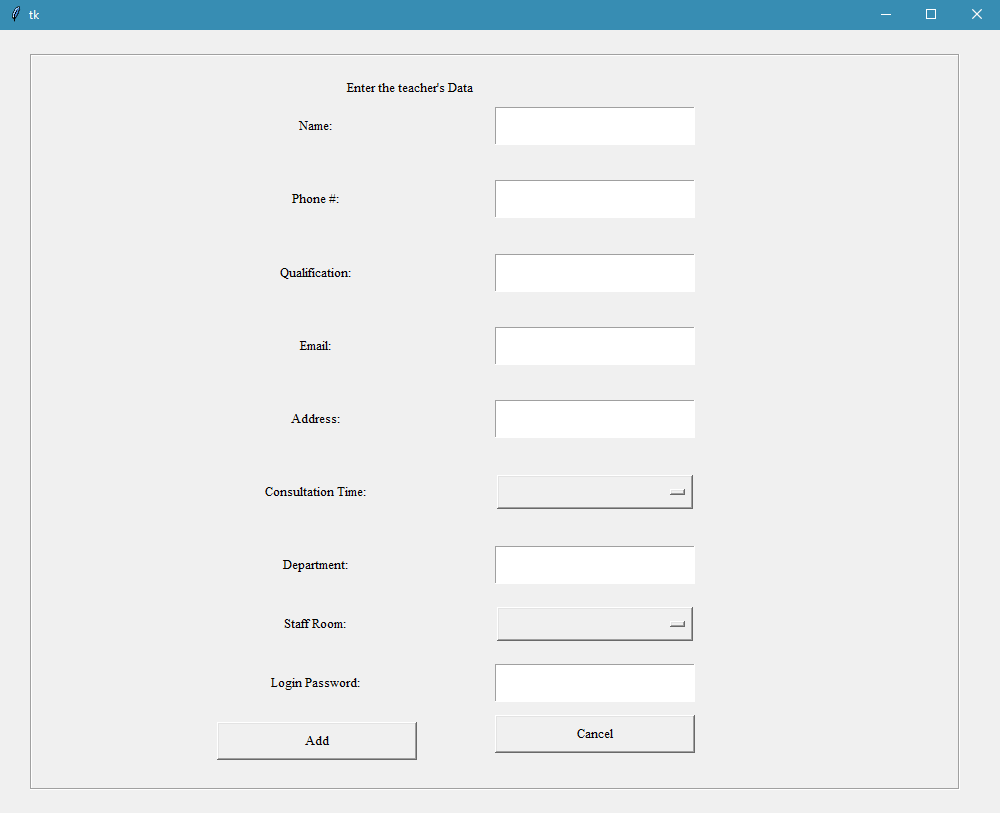 tk
Enter the teacher's Data
Name:
Phone #:
Qualification:
Email:
Address:
Consultation Time:
Department:
Staff Room:
Login Password:
Add
Cancel